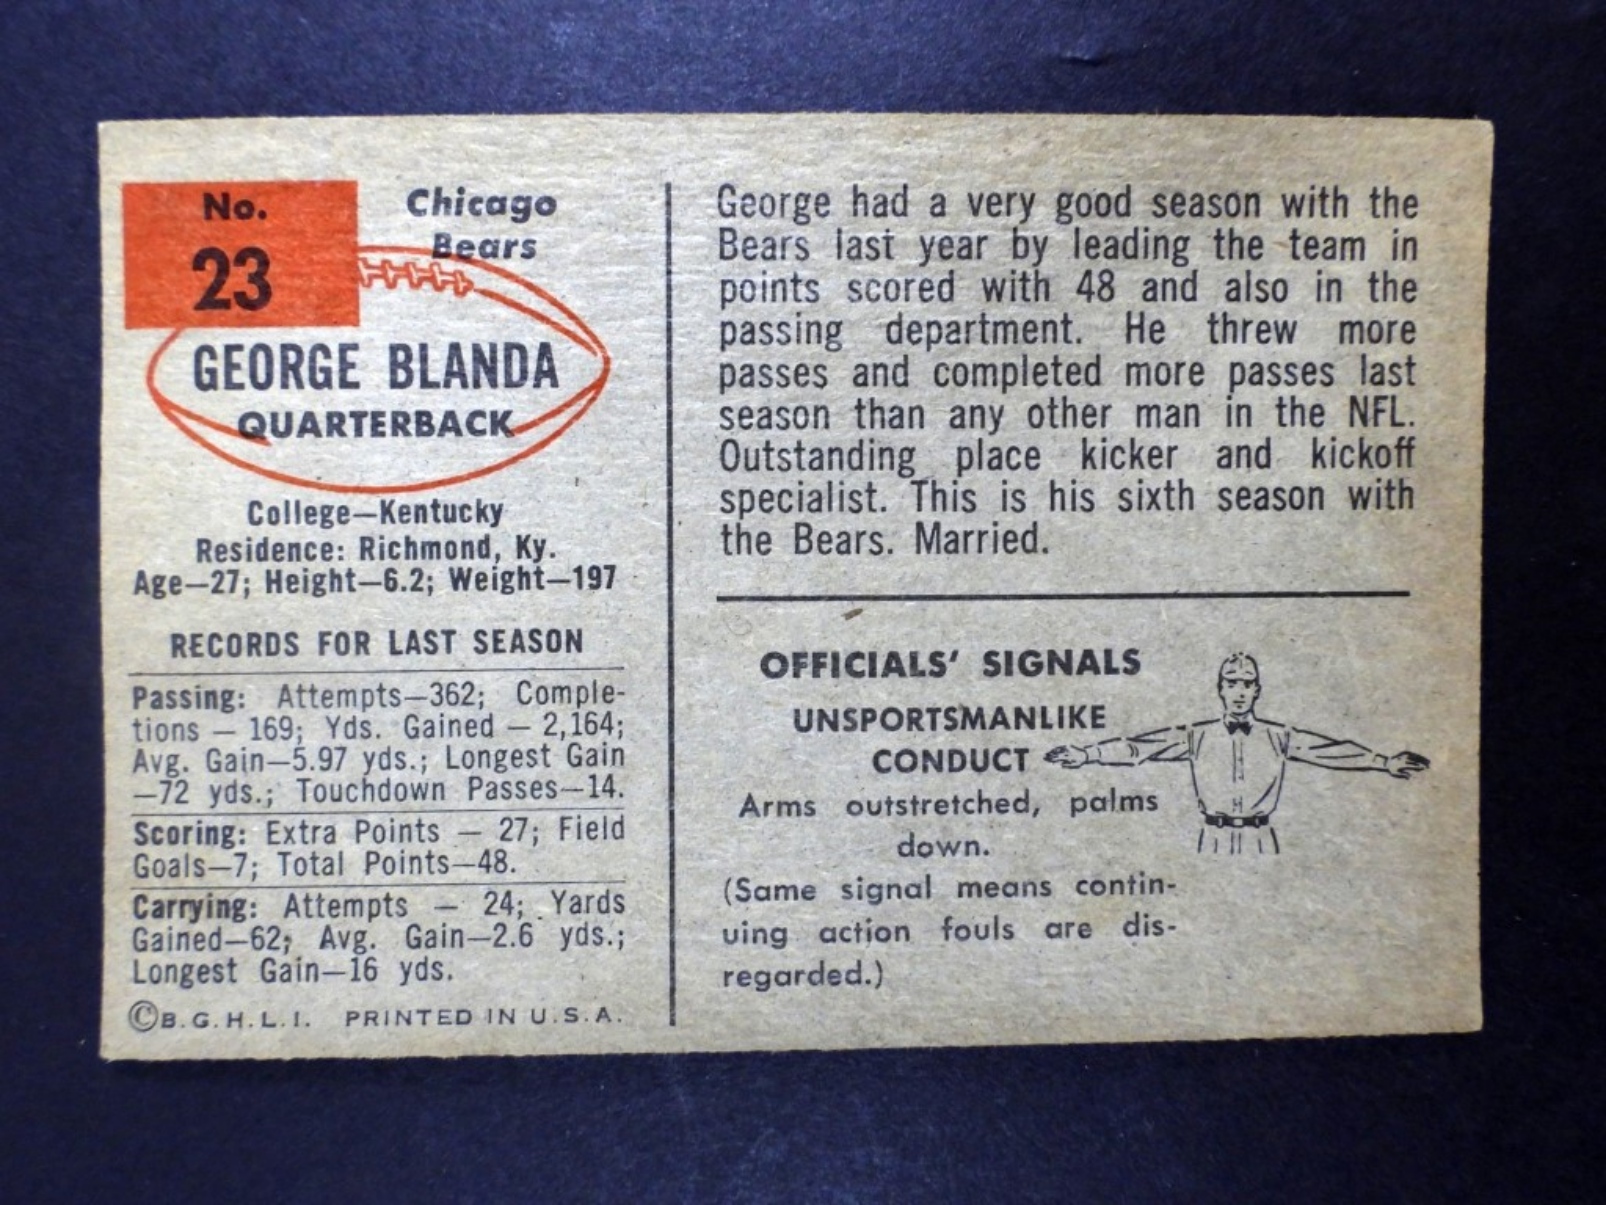 No.
23
Chicago
Bears
GEORGE BLANDA
QUARTERBACK
College—Kentucky
Residence: Richmond, Ky.
Age—27; Height—6.2; Weight—197
RECORDS FOR LAST SEASON
Passing: Attempts—362; Comple-
tions — 169; Yds. Gained — 2,164;
Avg. Gain—5.97 yds.; Longest Gain
—72 yds.; Touchdown Passes—14.
Scoring: Extra Points — 27; Field
Goals—7; Total Points—48.
Carrying: Attempts — 24; Yards
Gained—62; Avg. Gain—2.6 yds.;
Longest Gain—16 yds.
©B.G.H.L.I. PRINTED IN U.S.A.
George had a very good season with the
Bears last year by leading the team in
points scored with 48 and also in the
passing department. He threw more
passes and completed more passes last
season than any other man in the NFL.
Outstanding place kicker and kickoff
specialist. This is his sixth season with
the Bears. Married.
OFFICIALS' SIGNALS
UNSPORTSMANLIKE
CONDUCT
Arms outstretched, palms
down.
(Same signal means contin-
uing action fouls are dis-
regarded.)